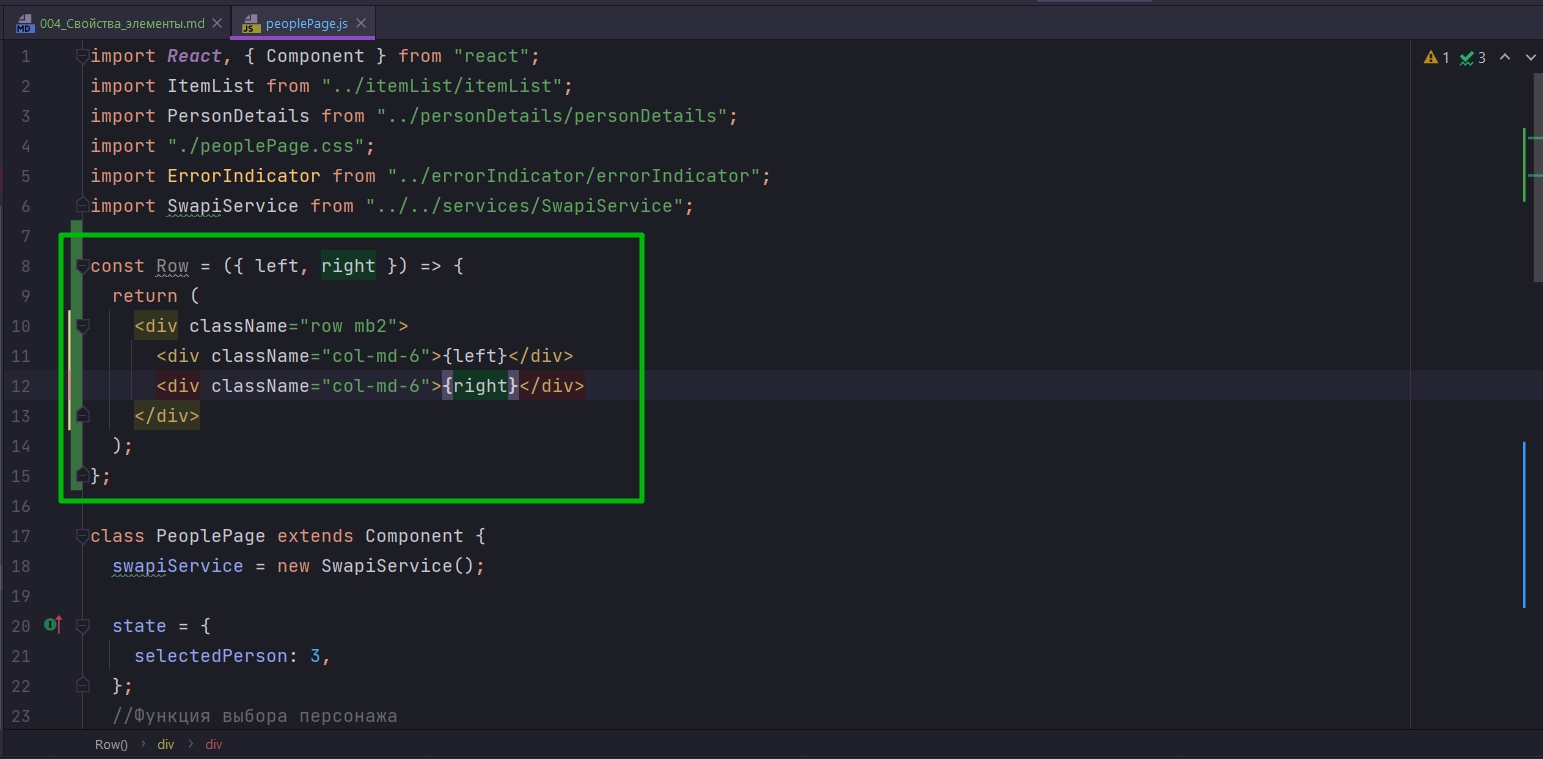 004_Свойства_элементы.md peoplePage.js
1 import React, { Component } from "react";
2 import ItemList from "../itemList/itemList";
3 import PersonDetails from "../personDetails/personDetails";
4 import "./peoplePage.css";
5 import ErrorIndicator from "../errorIndicator/errorIndicator";
6 import SwapiService from "../../services/SwapiService";
7
8 const Row = ({ left, right }) => {
9 return (
10 <div className="row mb2">
11 <div className="col-md-6">{left}</div>
12 <div className="col-md-6">{right}</div>
13 </div>
14 );
15 };
16
17 class PeoplePage extends Component {
18 swapiService = new SwapiService();
19
20 state = {
21 selectedPerson: 3,
22 };
23 //Функция выбора персонажа
1 3
Row() div div